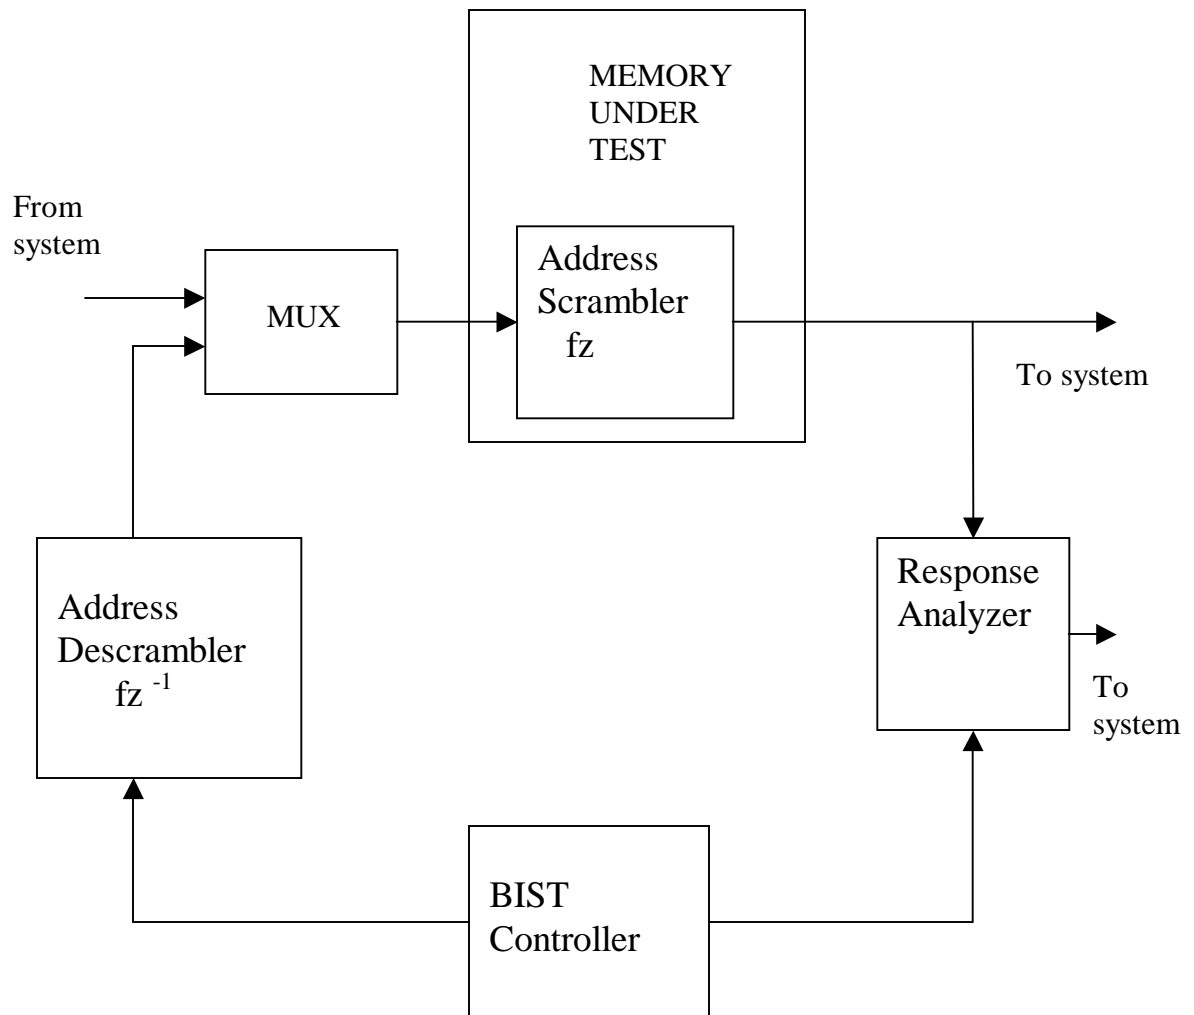 MEMORY
UNDER
TEST
From
system
Address
Scrambler
fz
MUX
To system
Address
Descrambler
fz -1
Response
Analyzer
To
system
BIST
Controller